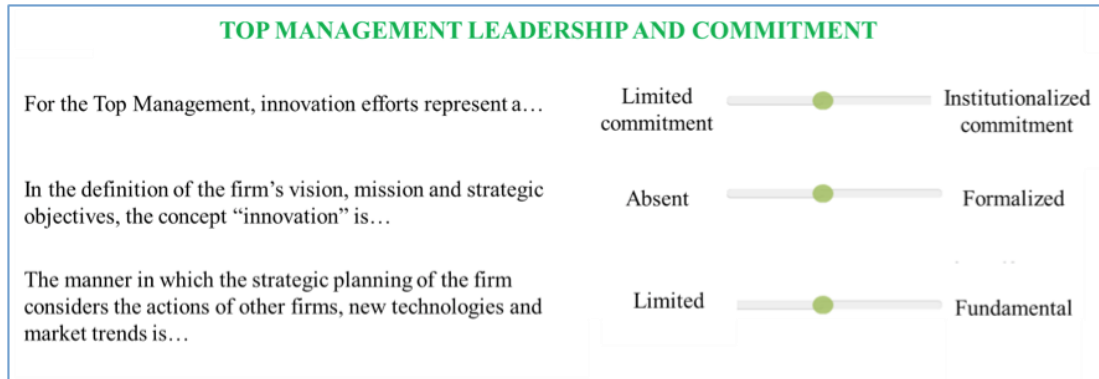 TOP MANAGEMENT LEADERSHIP AND COMMITMENT
For the Top Management, innovation efforts represent a…
Limited
commitment
Institutionalized
commitment
In the definition of the firm’s vision, mission and strategic
objectives, the concept “innovation” is…
Absent
Formalized
The manner in which the strategic planning of the firm
considers the actions of other firms, new technologies and
market trends is…
Limited
Fundamental